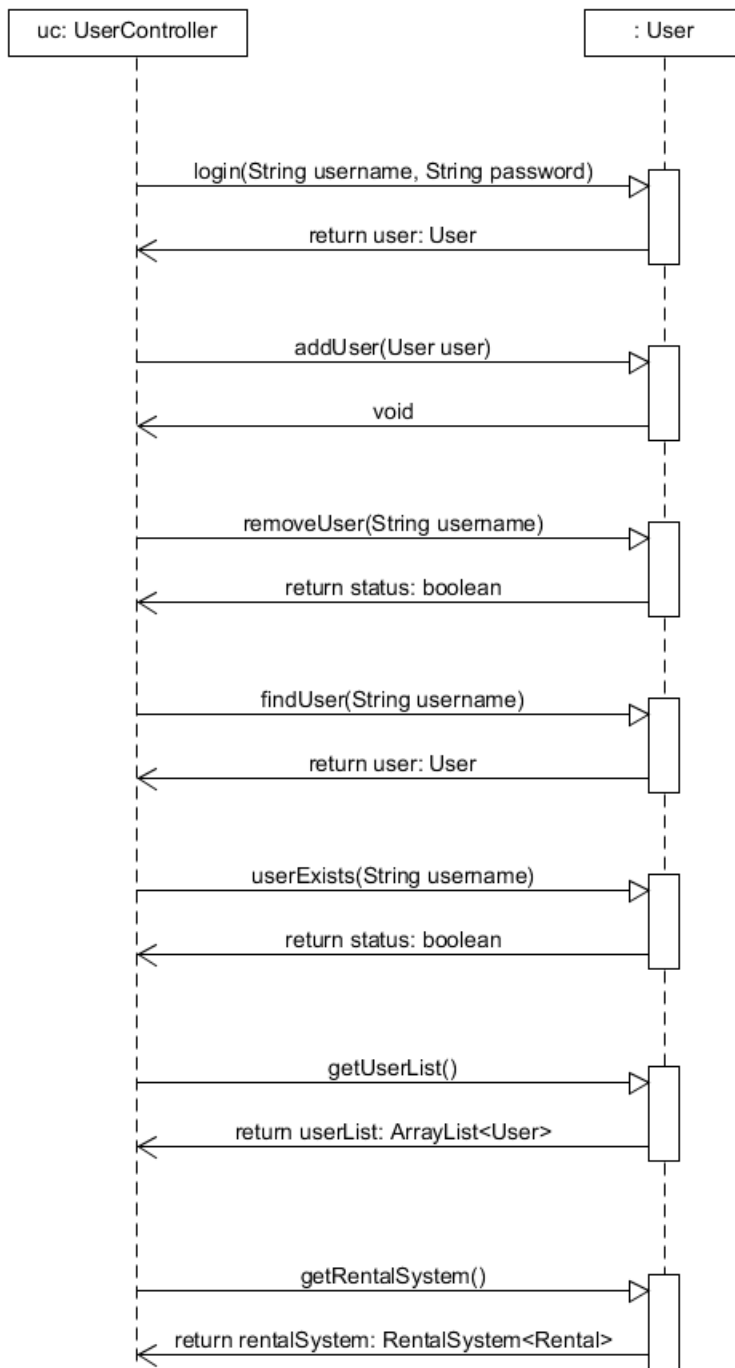 uc: UserController
: User
login(String username, String password)
return user: User
addUser(User user)
void
removeUser(String username)
return status: boolean
findUser(String username)
return user: User
userExists(String username)
return status: boolean
getUserList()
return userList: ArrayList<User>
getRentalSystem()
return rentalSystem: RentalSystem<Rental>